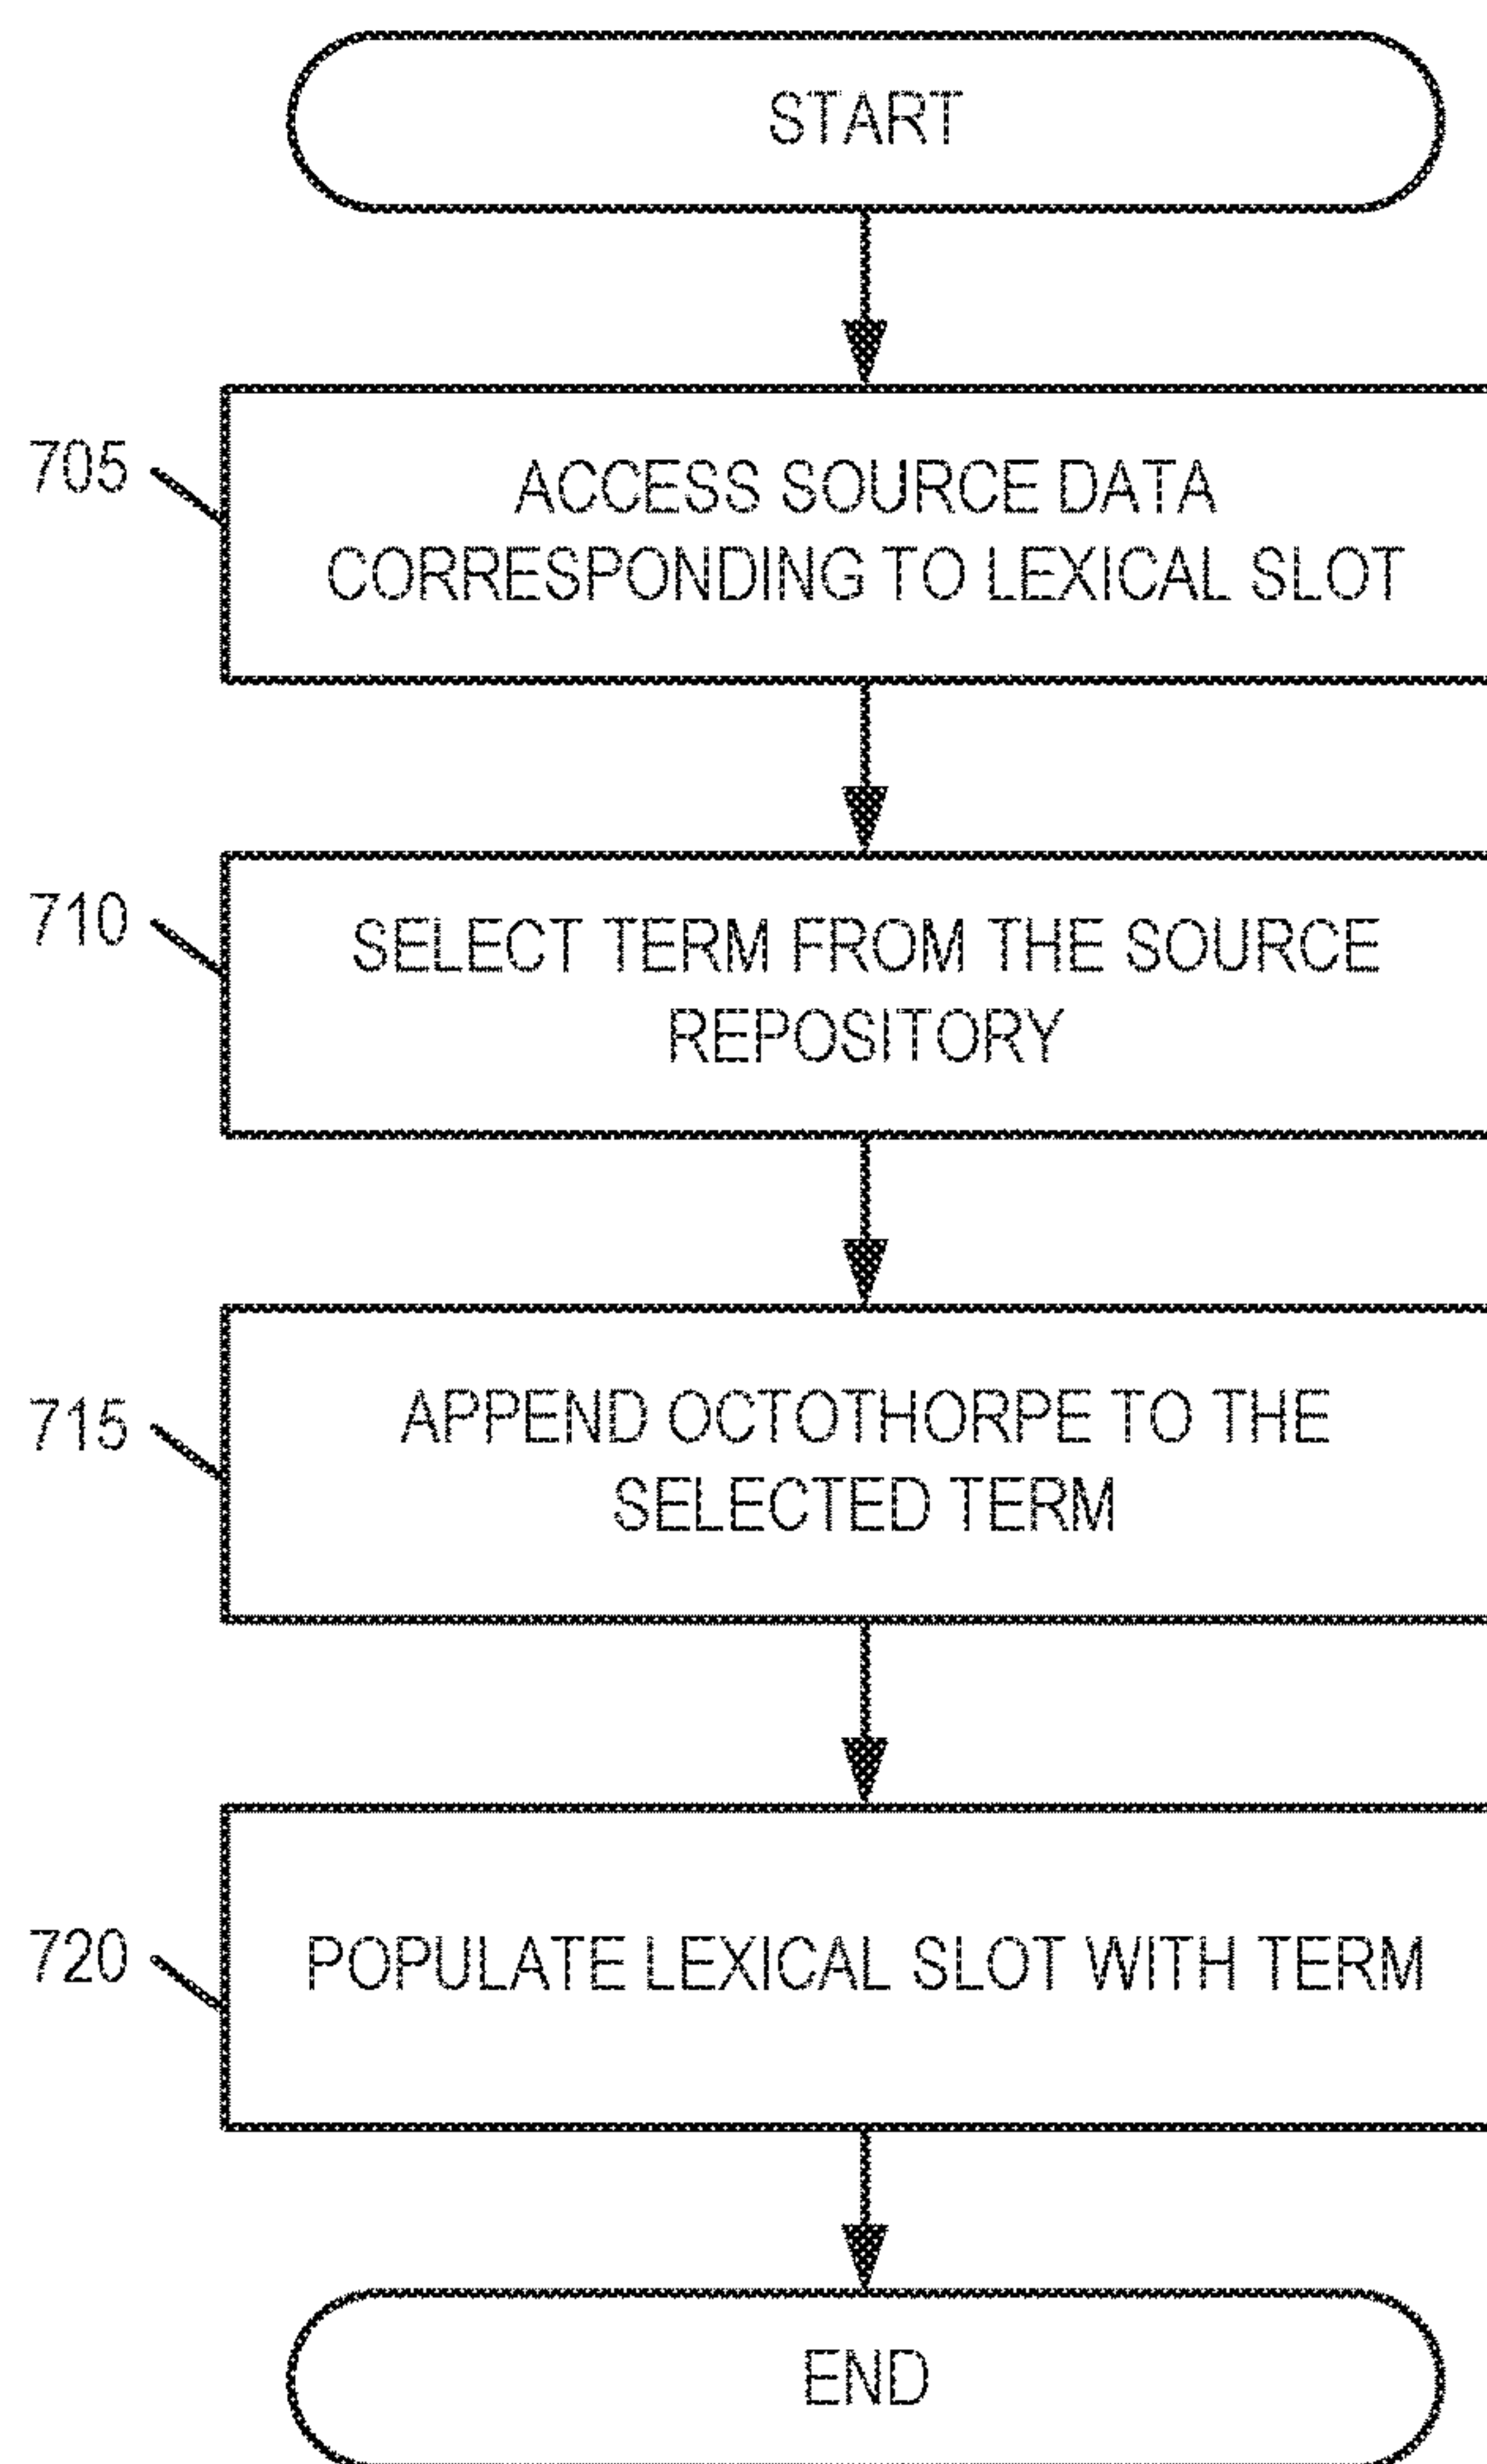 START
705
ACCESS SOURCE DATA
CORRESPONDING TO LEXICAL SLOT
710
SELECT TERM FROM THE SOURCE
REPOSITORY
715
APPEND OCTOTHORPE TO THE
SELECTED TERM
720
POPULATE LEXICAL SLOT WITH TERM
END